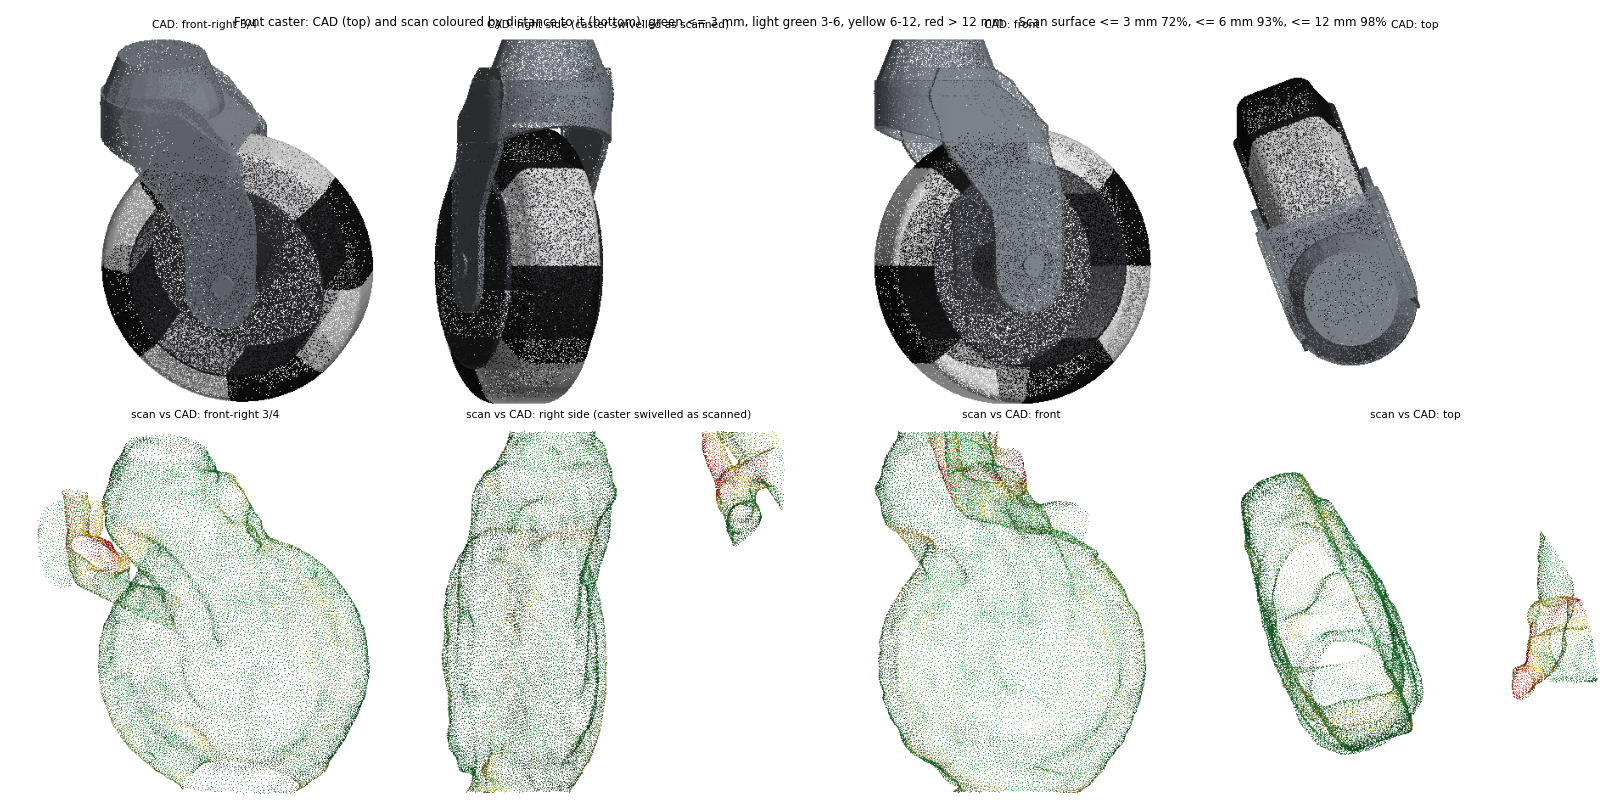 Front caster: CAD (top) and scan coloured by distance to it (bottom): green <= 3 mm, light green 3-6, yellow 6-12, red > 12 mm. Scan surface <= 3 mm 72%, <= 6 mm 93%, <= 12 mm 98%
CAD: front-right 3/4
CAD: right side (caster swivelled as scanned)
CAD: front
CAD: top
scan vs CAD: front-right 3/4
scan vs CAD: right side (caster swivelled as scanned)
scan vs CAD: front
scan vs CAD: top